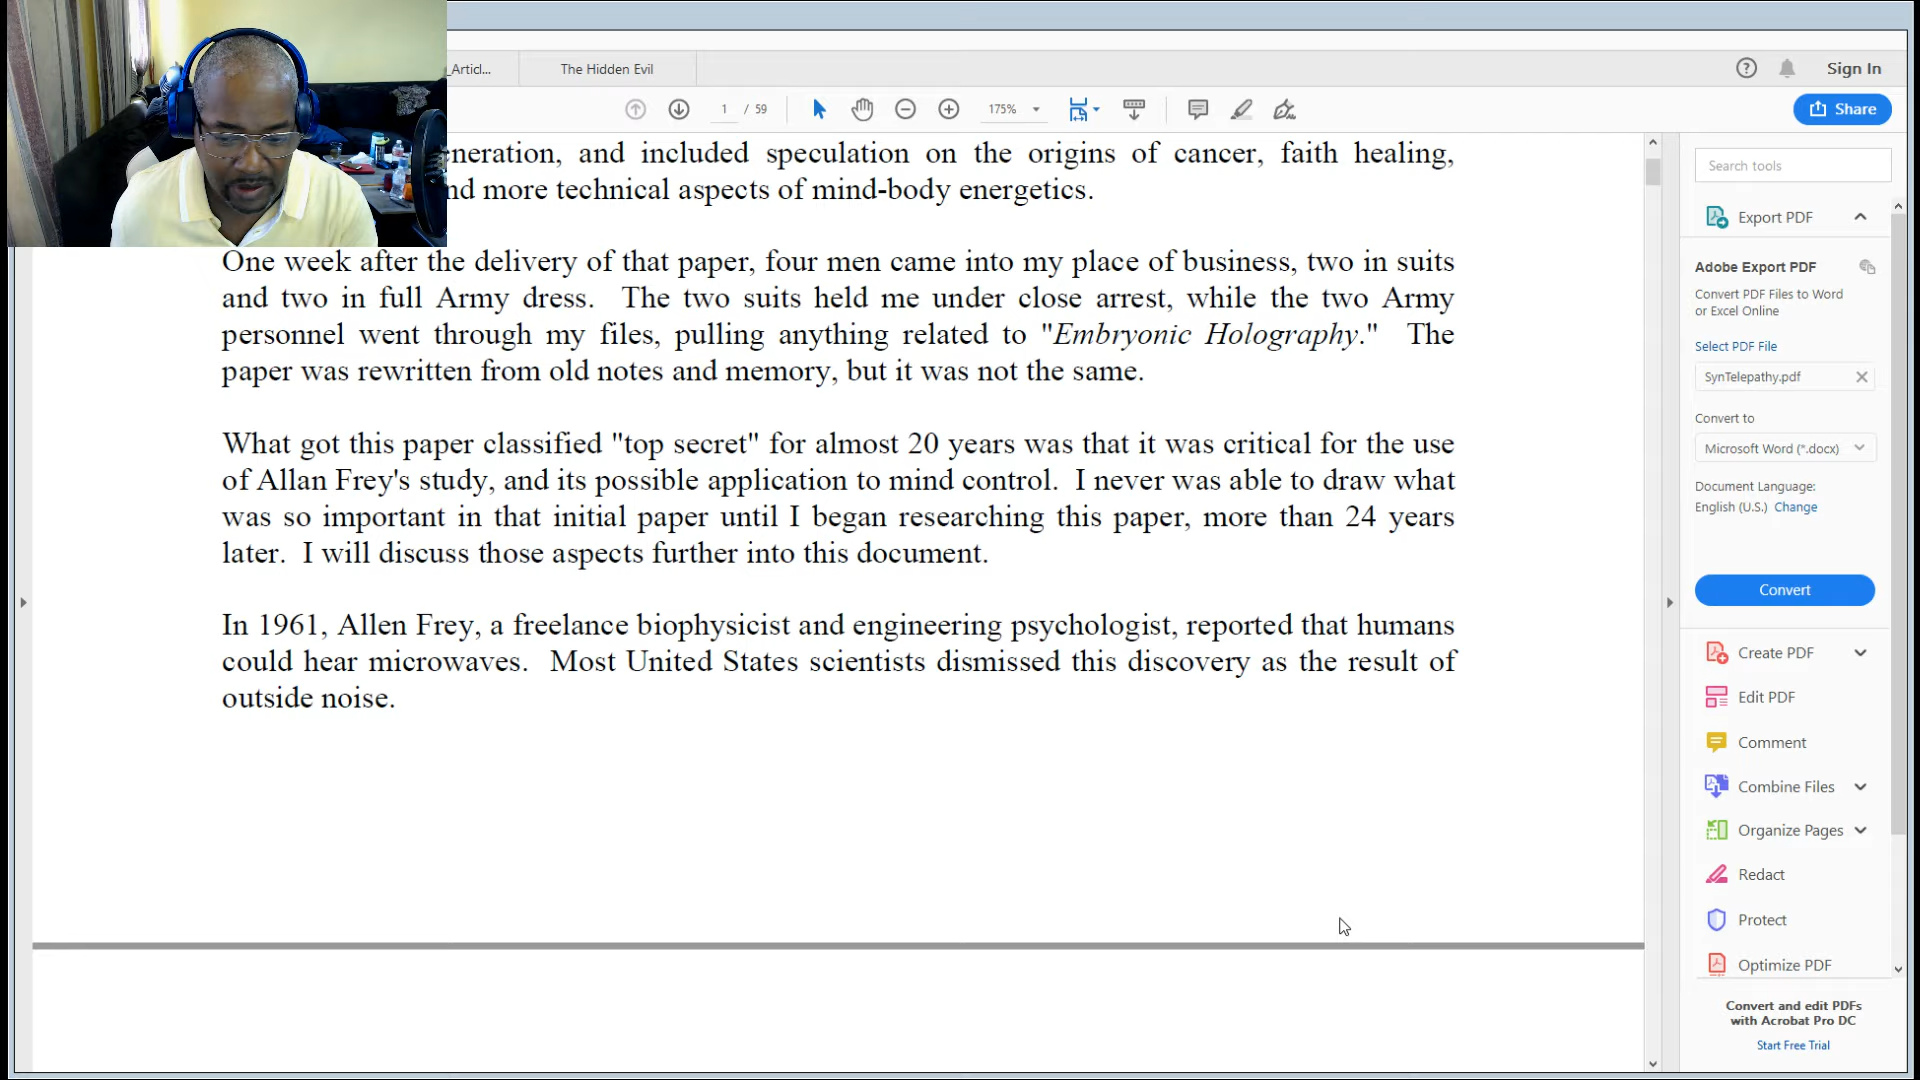 _Articl...
The Hidden Evil
Sign In
1 / 59
175%
Share
neration, and included speculation on the origins of cancer, faith healing,
nd more technical aspects of mind-body energetics.
One week after the delivery of that paper, four men came into my place of business, two in suits
and two in full Army dress. The two suits held me under close arrest, while the two Army
personnel went through my files, pulling anything related to "Embryonic Holography." The
paper was rewritten from old notes and memory, but it was not the same.
What got this paper classified "top secret" for almost 20 years was that it was critical for the use
of Allan Frey's study, and its possible application to mind control. I never was able to draw what
was so important in that initial paper until I began researching this paper, more than 24 years
later. I will discuss those aspects further into this document.
In 1961, Allen Frey, a freelance biophysicist and engineering psychologist, reported that humans
could hear microwaves. Most United States scientists dismissed this discovery as the result of
outside noise.
Search tools
Export PDF
Adobe Export PDF
Convert PDF Files to Word
or Excel Online
Select PDF File
SynTelepathy.pdf
Convert to
Microsoft Word (*.docx)
Document Language:
English (U.S.) Change
Convert
Create PDF
Edit PDF
Comment
Combine Files
Organize Pages
Redact
Protect
Optimize PDF
Convert and edit PDFs
with Acrobat Pro DC
Start Free Trial